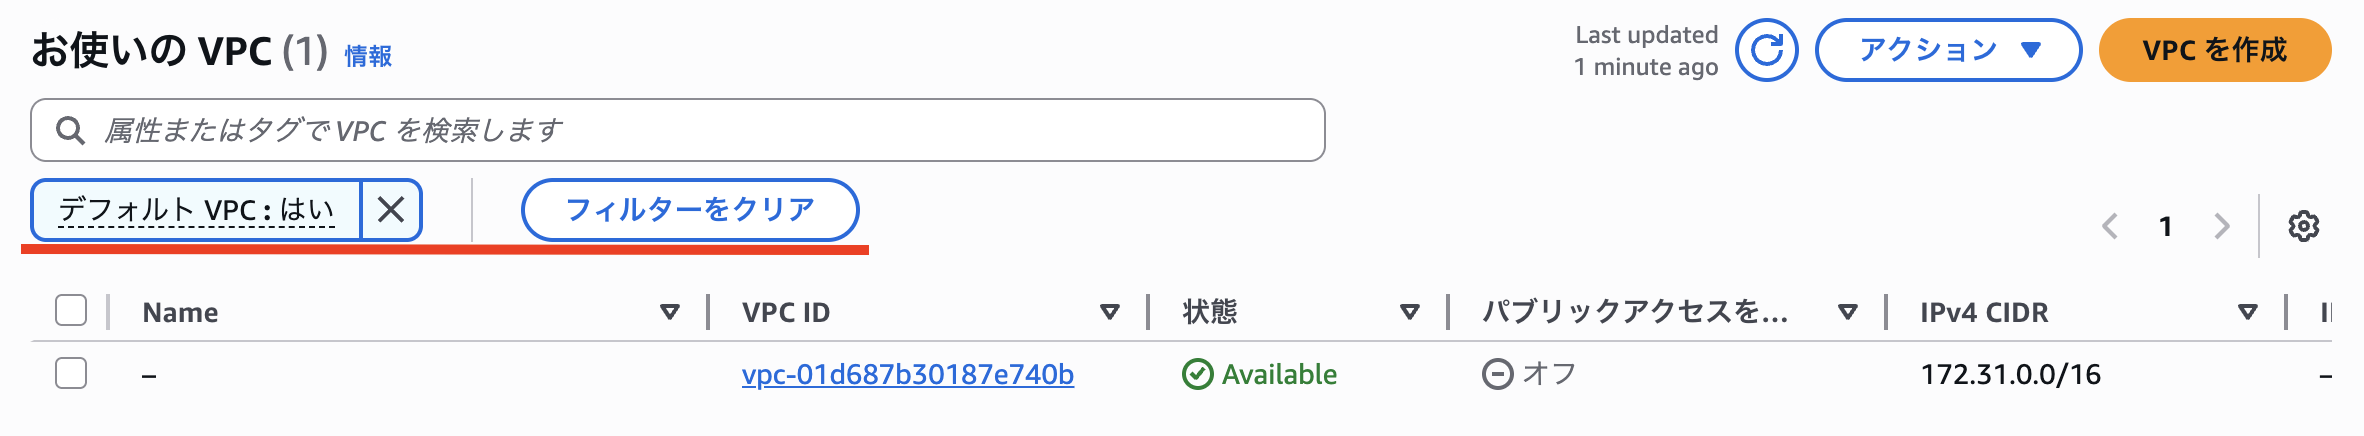 お使いの VPC (1) 情報
Last updated
1 minute ago
アクション
VPC を作成
属性またはタグで VPC を検索します
デフォルト VPC : はい
フィルターをクリア
1
Name VPC ID 状態 パブリックアクセスを... IPv4 CIDR
– vpc-01d687b30187e740b Available オフ 172.31.0.0/16 –